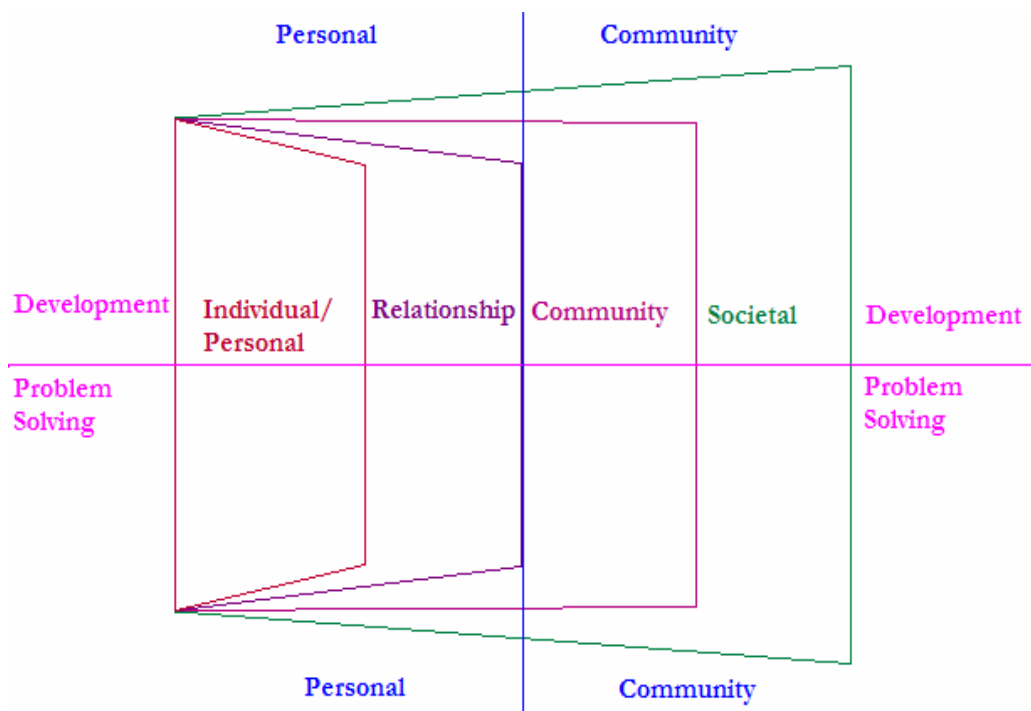 Personal
Community
Development
Individual/
Personal
Relationship
Community
Societal
Development
Problem
Solving
Problem
Solving
Personal
Community